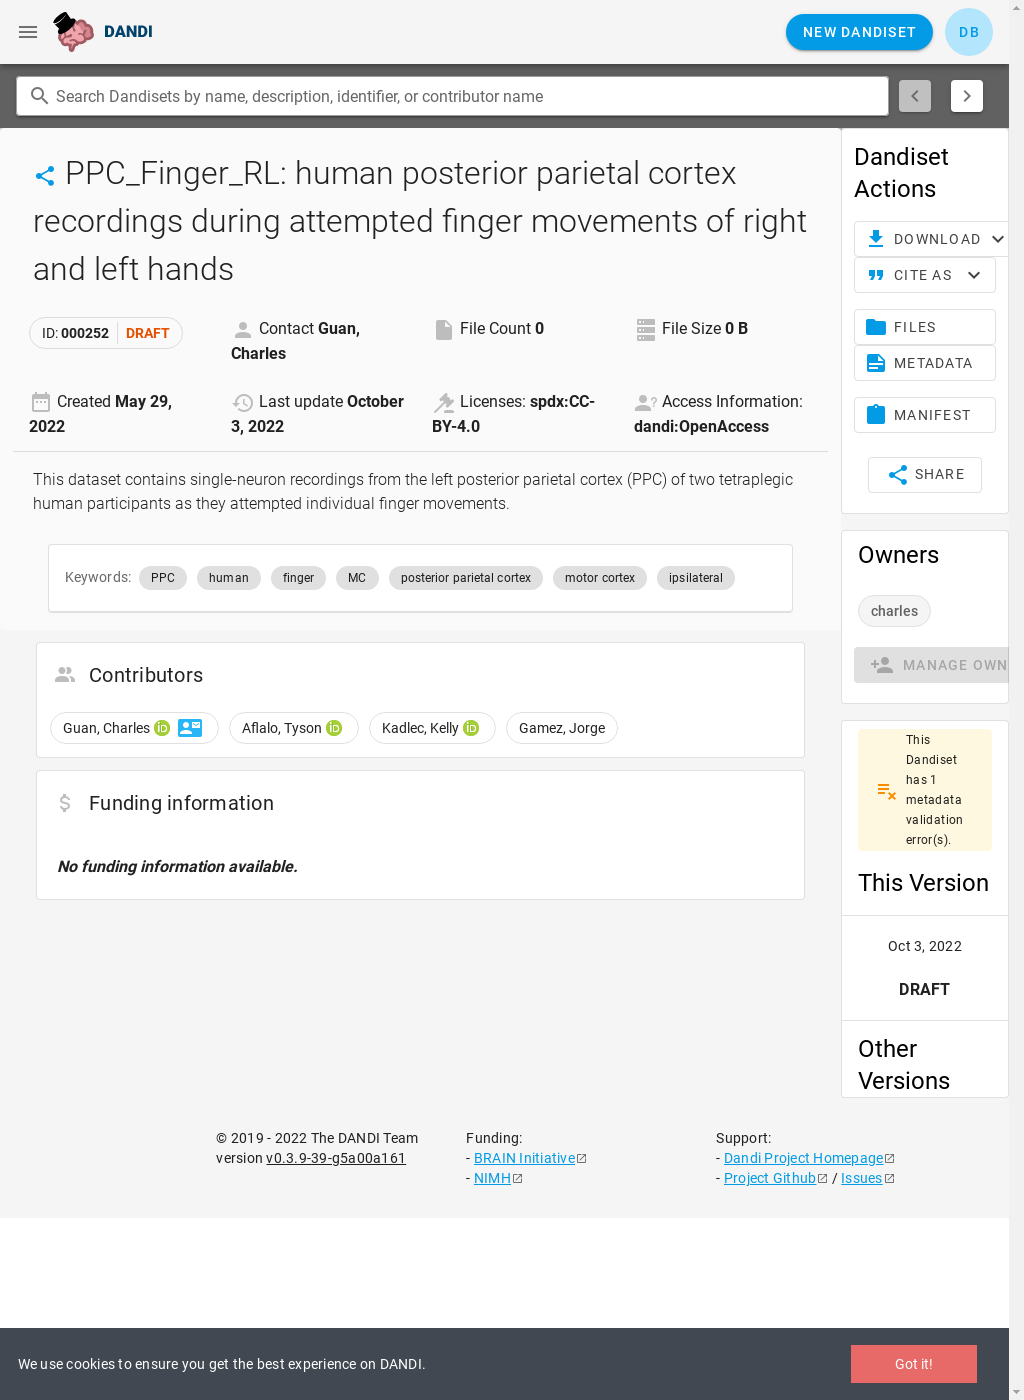 DANDI
NEW DANDISET
DB
Search Dandisets by name, description, identifier, or contributor name
PPC_Finger_RL: human posterior parietal cortex
recordings during attempted finger movements of right
and left hands
ID: 000252 DRAFT
Contact Guan,
Charles
File Count 0
File Size 0 B
Created May 29,
2022
Last update October
3, 2022
Licenses: spdx:CC-
BY-4.0
Access Information:
dandi:OpenAccess
This dataset contains single-neuron recordings from the left posterior parietal cortex (PPC) of two tetraplegic
human participants as they attempted individual finger movements.
Keywords: PPC human finger MC posterior parietal cortex motor cortex ipsilateral
Contributors
Guan, Charles iD Aflalo, Tyson iD Kadlec, Kelly iD Gamez, Jorge
Funding information
No funding information available.
Dandiset
Actions
DOWNLOAD
CITE AS
FILES
METADATA
MANIFEST
SHARE
Owners
charles
MANAGE OWN
This
Dandiset
has 1
metadata
validation
error(s).
This Version
Oct 3, 2022
DRAFT
Other
Versions
© 2019 - 2022 The DANDI Team
version v0.3.9-39-g5a00a161
Funding:
- BRAIN Initiative
- NIMH
Support:
- Dandi Project Homepage
- Project Github / Issues
We use cookies to ensure you get the best experience on DANDI.
Got it!